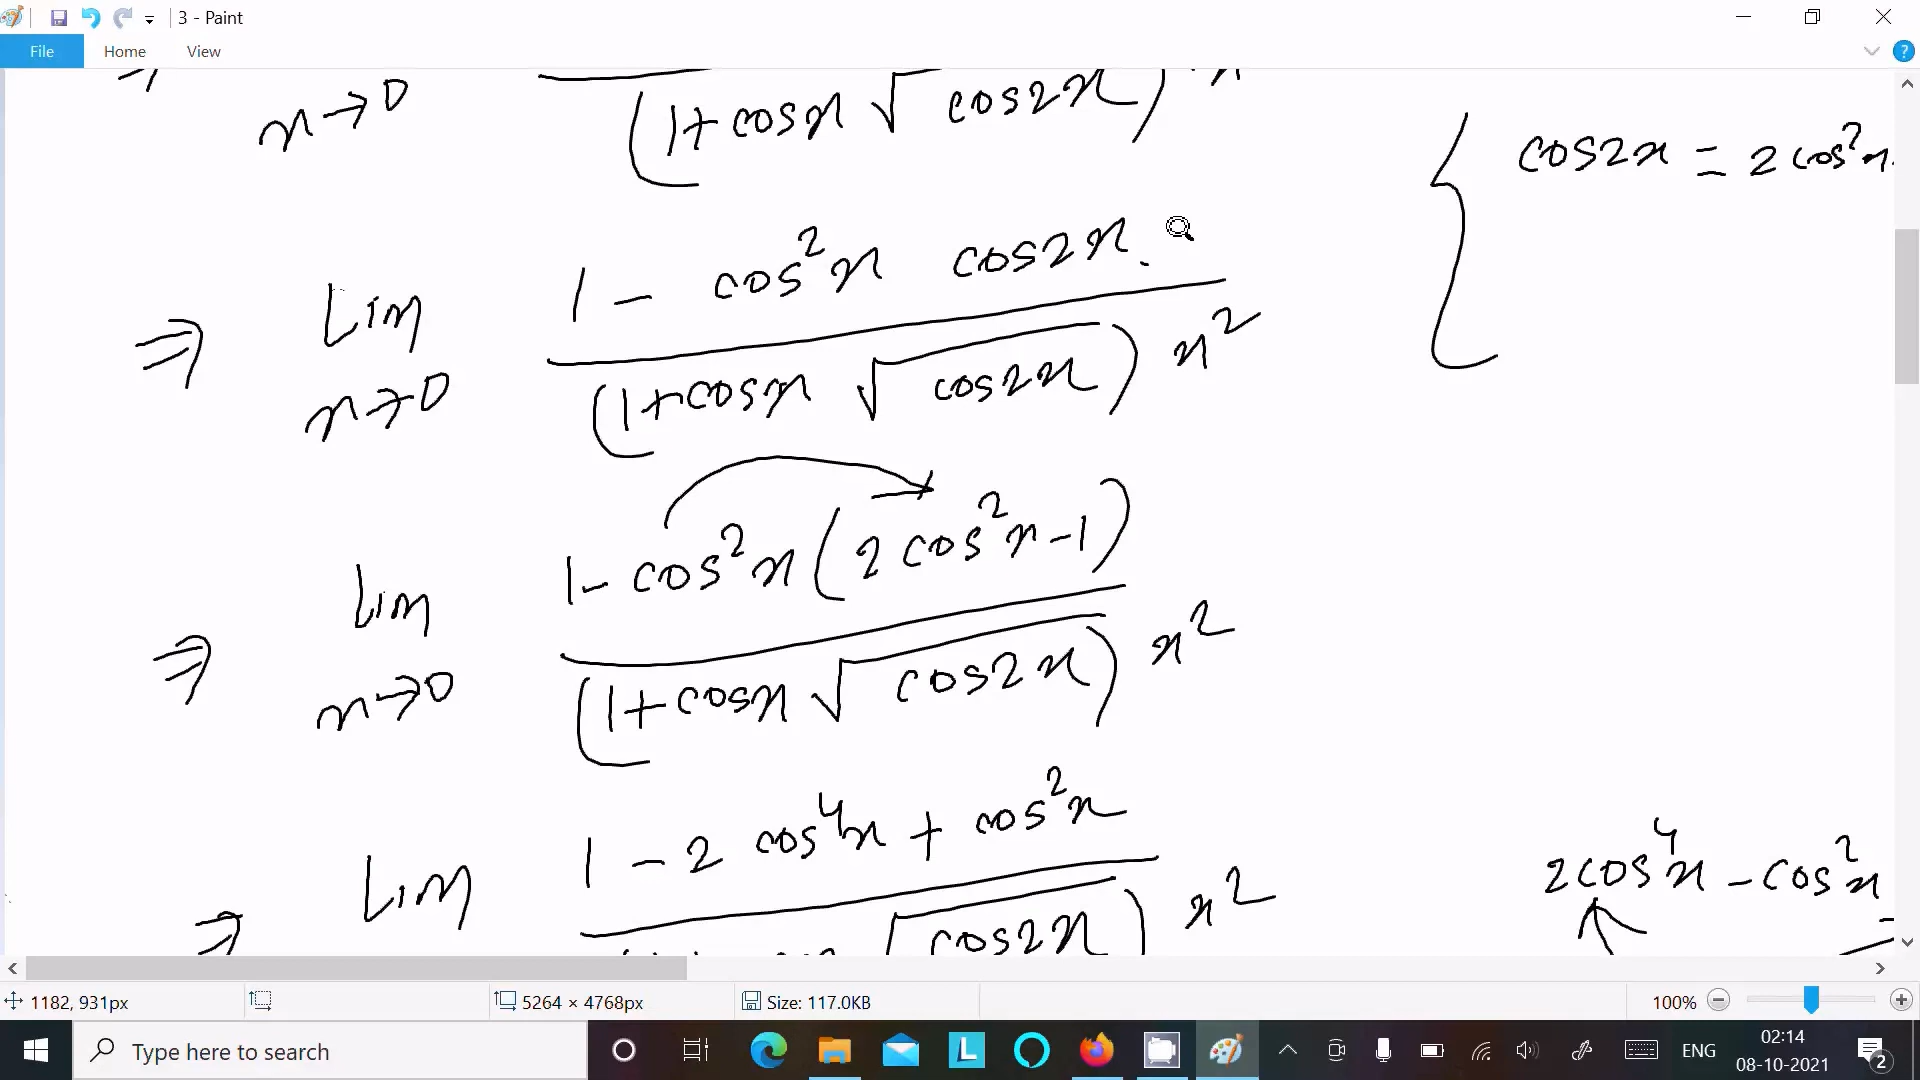 3 - Paint
File Home View
x→0 (1+cosx √cos2x) x
cos2x = 2cos²x
⇒ Lim x→0 1 - cos²x cos2x.
(1+cosx √cos2x) x²
⇒ Lim x→0 1-cos²x(2cos²x-1)
(1+cosx √cos2x) x²
⇒ Lim 1 - 2 cos⁴x + cos²x
√cos2x) x²
2cos⁴x - cos²x
1182, 931px 5264 × 4768px Size: 117.0KB 100%
Type here to search L ENG 02:14
08-10-2021 2